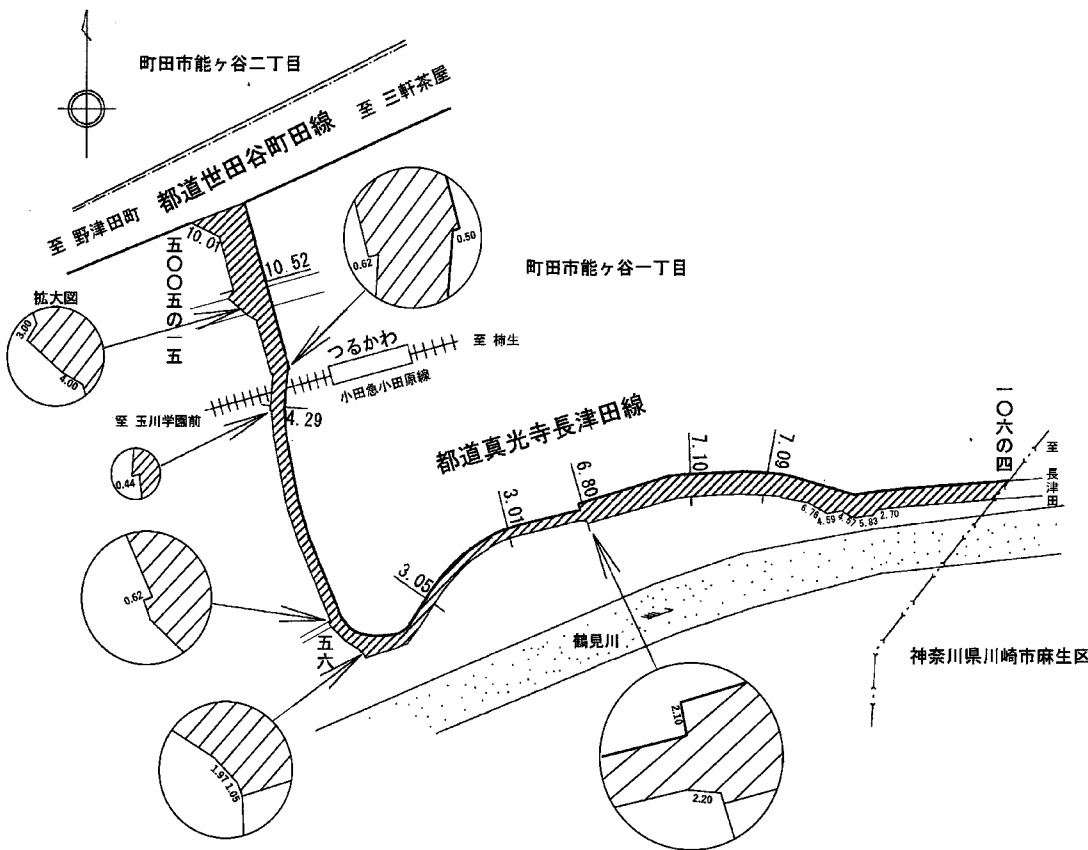 町田市能ヶ谷二丁目
至 三軒茶屋
都道世田谷町田線
至 野津田町
10.01
五〇〇五の一五
10.52
0.62
0.50
町田市能ヶ谷一丁目
拡大図
3.00
4.00
つるかわ
至 柿生
小田急小田原線
至 玉川学園前
4.29
0.44
都道真光寺長津田線
一〇六の四
至 長津田
7.10
7.09
6.80
3.01
3.05
6.76
4.59
4.57
5.83
2.70
0.62
五六
鶴見川
神奈川県川崎市麻生区
1.97
1.05
2.10
2.20